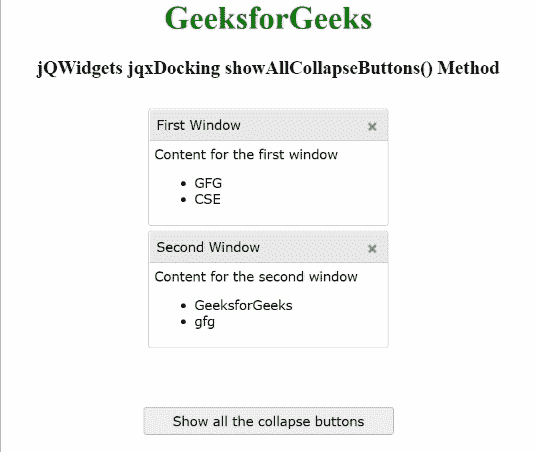 GeeksforGeeks
jQWidgets jqxDocking showAllCollapseButtons() Method
First Window
Content for the first window
GFG
CSE
Second Window
Content for the second window
GeeksforGeeks
gfg
Show all the collapse buttons